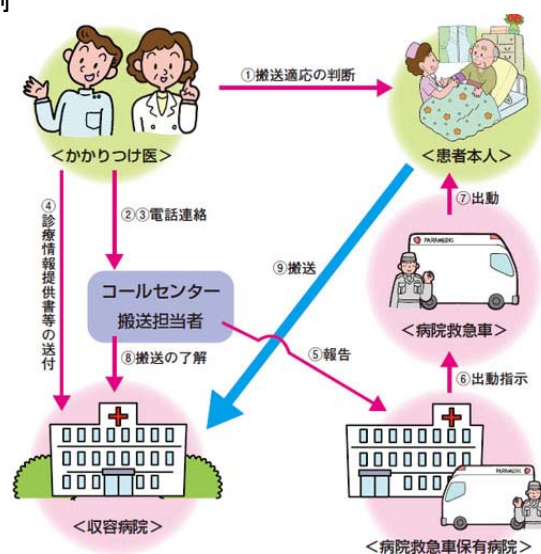 ①搬送適応の判断
<かかりつけ医>
<患者本人>
④診療情報提供書等の送付
②③電話連絡
⑦出動
PARAMEDIC
⑨搬送
コールセンター
搬送担当者
<病院救急車>
⑤報告
⑧搬送の了解
⑥出動指示
PARAMEDIC
<収容病院>
<病院救急車保有病院>